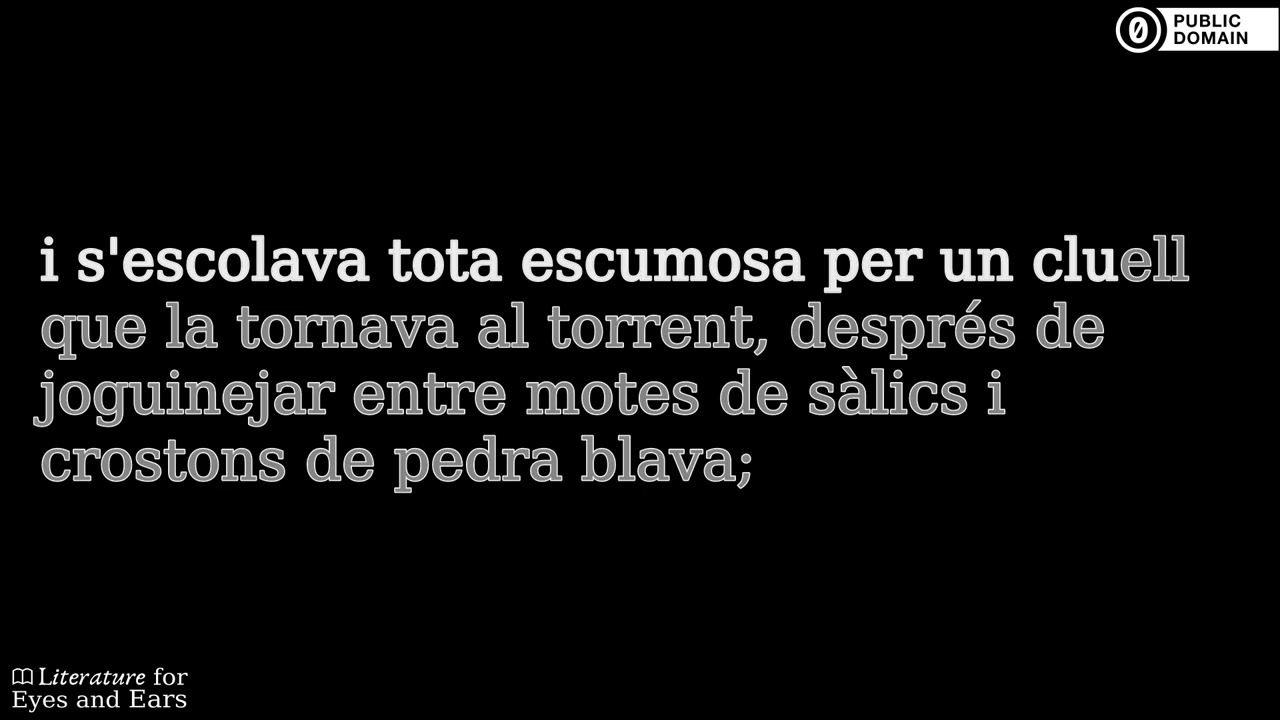 PUBLIC
DOMAIN
i s'escolava tota escumosa per un cluell
que la tornava al torrent, després de
joguinejar entre motes de sàlics i
crostons de pedra blava;
Literature for
Eyes and Ears